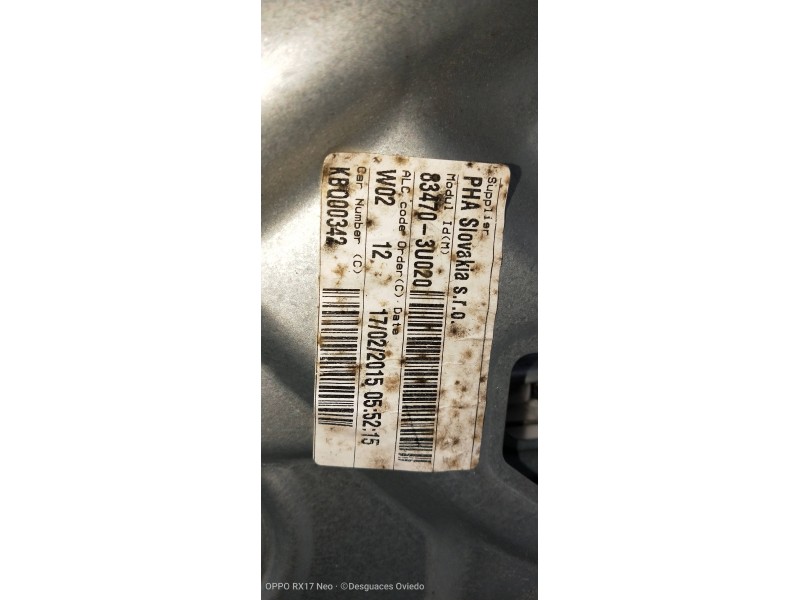 Supplier
PHA Slovakia s.r.o.
Modul Id(M)
83470-3U020
ALC code Order(C) Date
W02 12 17/02/2015 05:52:15
Car Number (C)
KBQ00342
OPPO RX17 Neo · ©Desguaces Oviedo